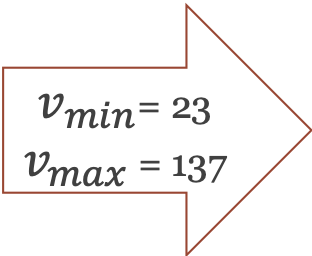 v_min = 23
v_max = 137